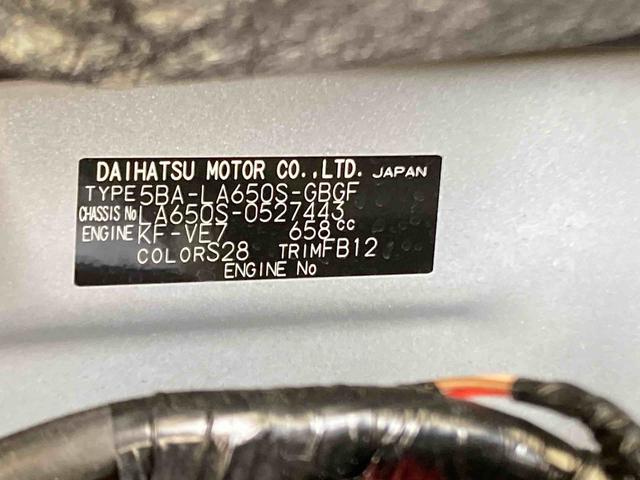 DAIHATSU MOTOR CO.,LTD. JAPAN
TYPE 5BA-LA650S-GBGF
CHASSIS No LA650S-0527443
ENGINE KF-VE7 658cc
COLOR S28 TRIM FB12
ENGINE No